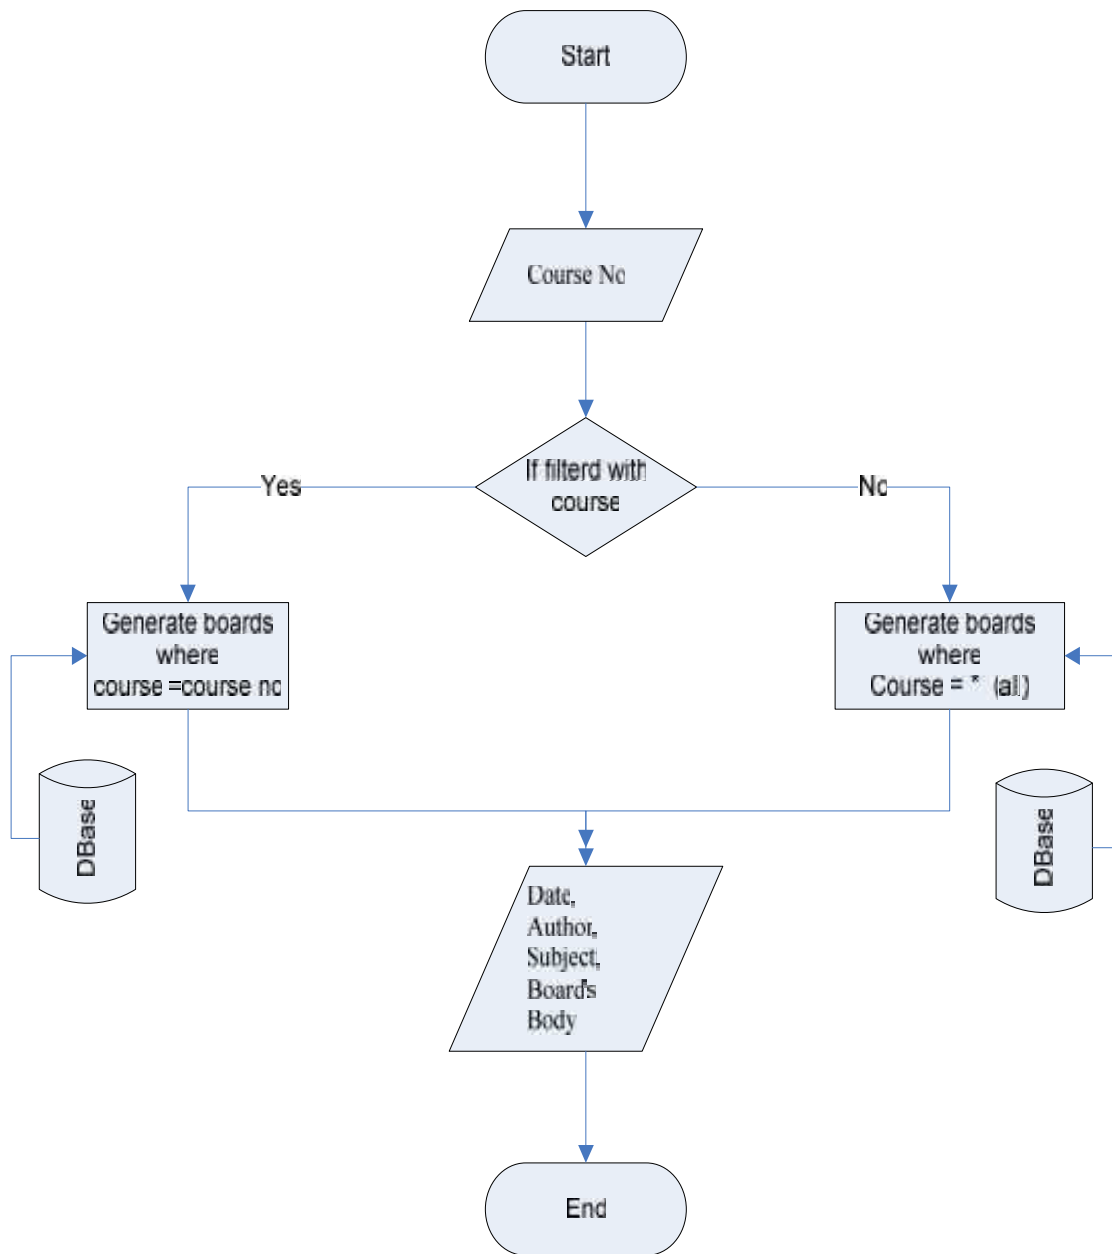 Start
Course No
If filterd with
course
Yes
No
Generate boards
where
course =course no
Generate boards
where
Course = * (all)
DBase
DBase
Date,
Author,
Subject,
Board's
Body
End